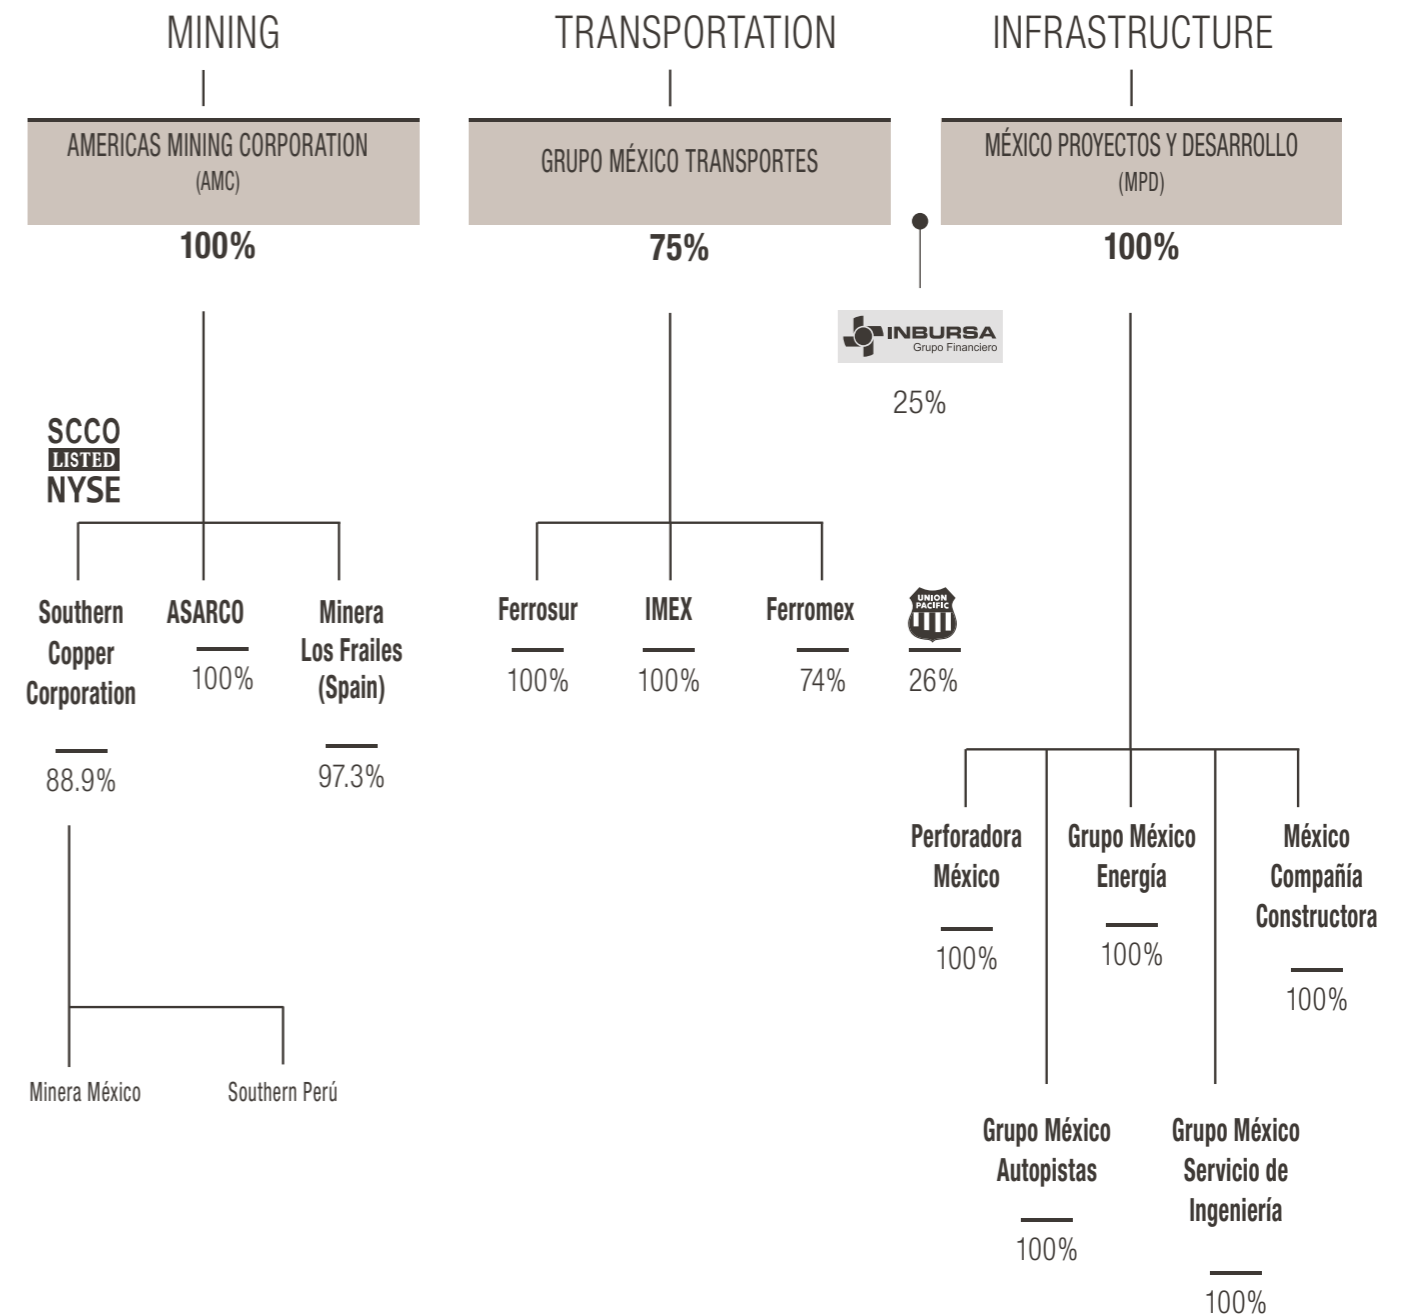 MINING
AMERICAS MINING CORPORATION
(AMC)
100%
SCCO
LISTED
NYSE
Southern
Copper
Corporation
88.9%
ASARCO
100%
Minera
Los Frailes
(Spain)
97.3%
Minera México
Southern Perú
TRANSPORTATION
GRUPO MÉXICO TRANSPORTES
75%
INBURSA
Grupo Financiero
25%
Ferrosur
100%
IMEX
100%
Ferromex
74%
UNION
PACIFIC
26%
INFRASTRUCTURE
MÉXICO PROYECTOS Y DESARROLLO
(MPD)
100%
Perforadora
México
100%
Grupo México
Energía
100%
México
Compañía
Constructora
100%
Grupo México
Autopistas
100%
Grupo México
Servicio de
Ingeniería
100%